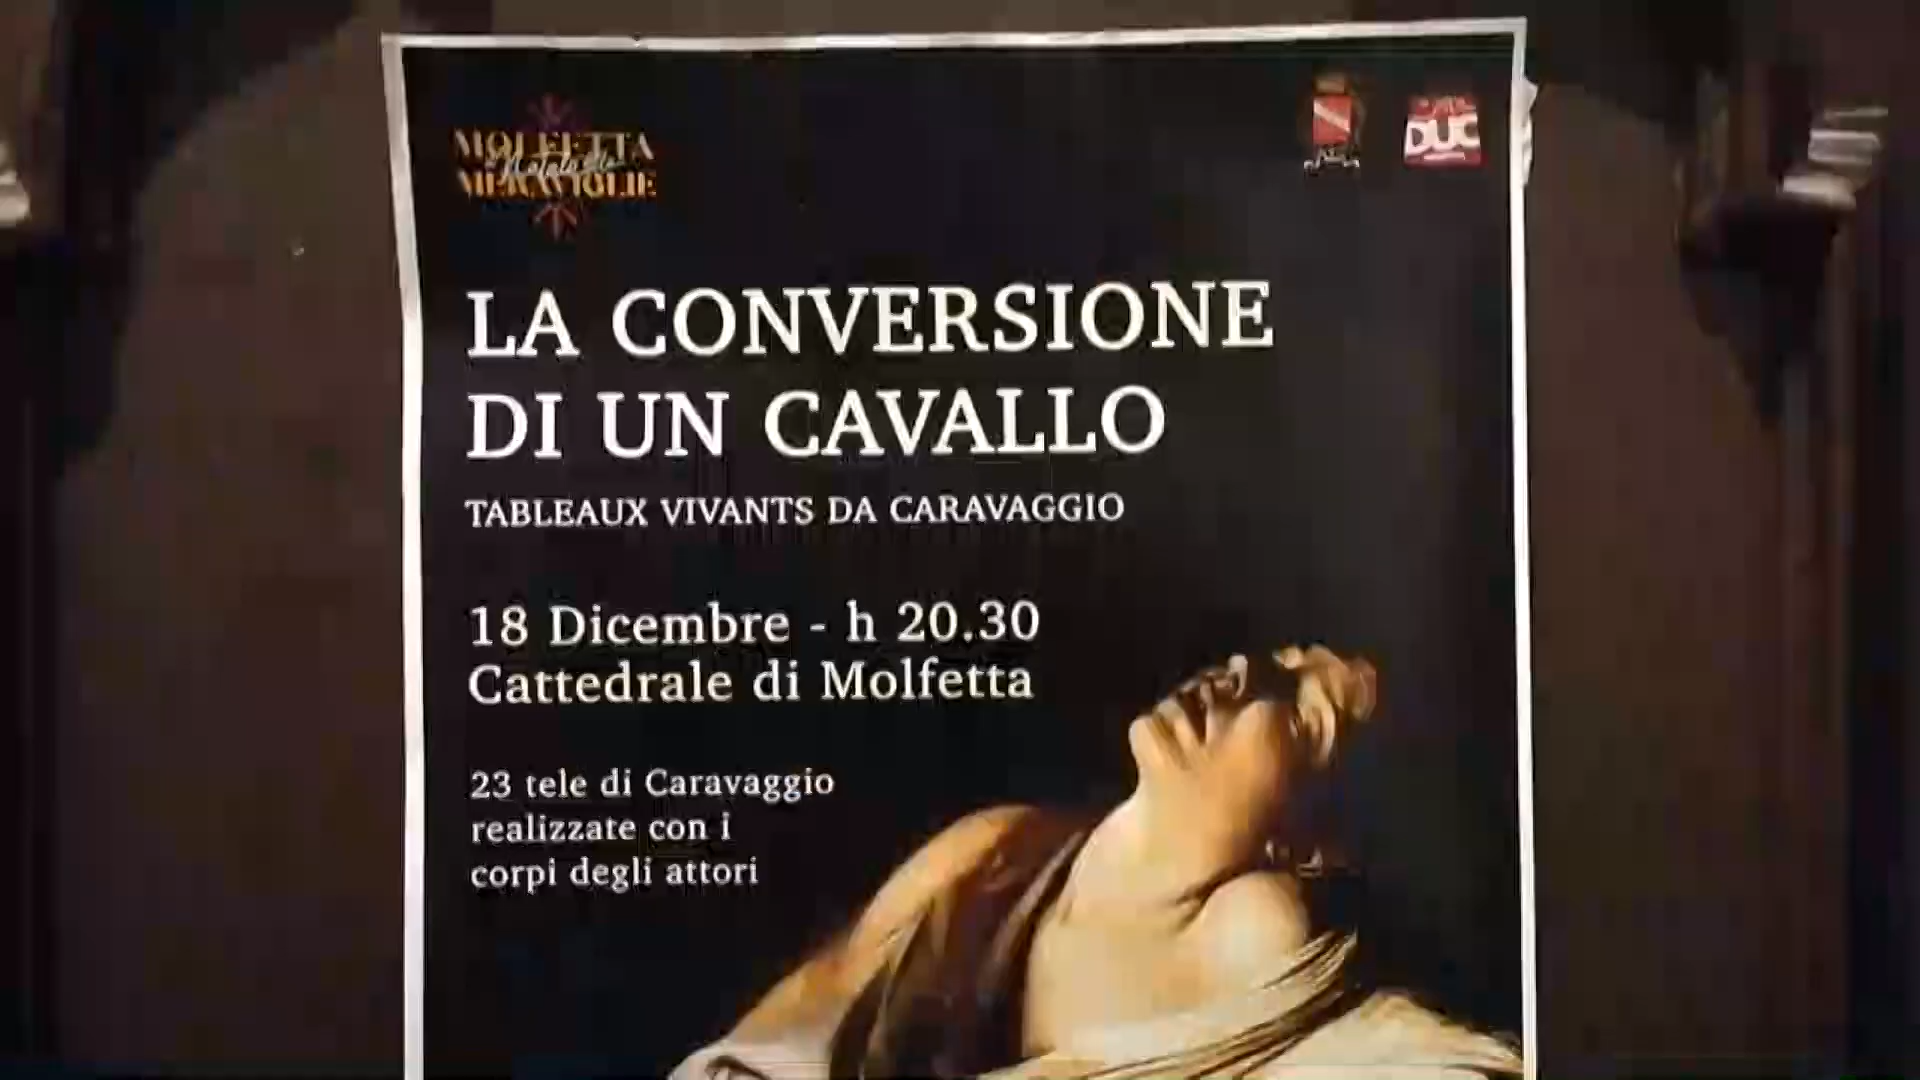 MOLFETTA
MERAVIGLIE
DUC
LA CONVERSIONE
DI UN CAVALLO
TABLEAUX VIVANTS DA CARAVAGGIO
18 Dicembre - h 20.30
Cattedrale di Molfetta
23 tele di Caravaggio
realizzate con i
corpi degli attori